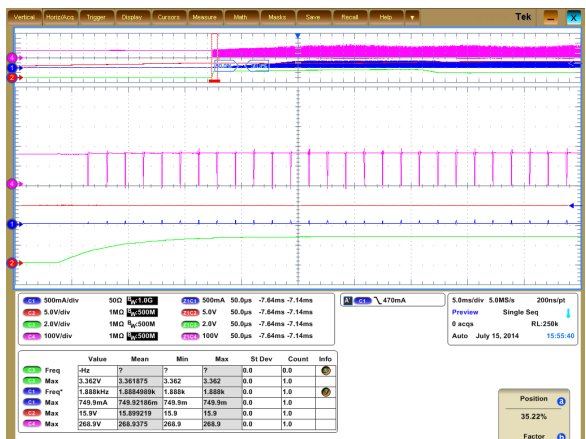 Vertical Horiz/Acq Trigger Display Cursors Measure Math Masks Save Recall Help Tek X
4
1
2
4
1
2
C1 500mA/div 50Ω BW:1.0G Z1C1 500mA 50.0µs -7.64ms -7.14ms A' C1 470mA 5.0ms/div 5.0MS/s 200ns/pt
C2 5.0V/div 1MΩ BW:500M Z1C2 5.0V 50.0µs -7.64ms -7.14ms Preview Single Seq
C3 2.0V/div 1MΩ BW:500M Z1C3 2.0V 50.0µs -7.64ms -7.14ms 0 acqs RL:250k
C4 100V/div 1MΩ BW:500M Z1C4 100V 50.0µs -7.64ms -7.14ms Auto July 15, 2014 15:55:40
Value Mean Min Max St Dev Count Info
C3 Freq -Hz ? ? ? 0.0 0.0
C3 Max 3.362V 3.361875 3.362 3.362 0.0 1.0
C1 Freq* 1.888kHz 1.8884989k 1.888k 1.888k 0.0 1.0
C1 Max 749.9mA 749.92186m 749.9m 749.9m 0.0 1.0
C2 Max 15.9V 15.899219 15.9 15.9 0.0 1.0
C4 Max 268.9V 268.9375 268.9 268.9 0.0 1.0
Position a
35.22%
Factor b